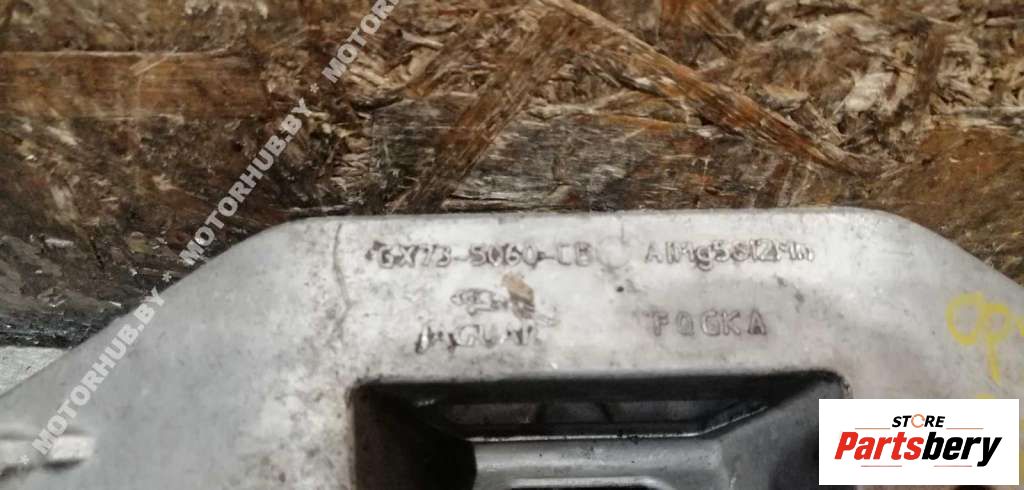 * MOTORHUB.BY * MOTORHUB.BY * MOTORHUB.BY *
GX73-5060-CB AlMg5Si2Mn
JAGUAR FQGKA
STORE
Partsbery